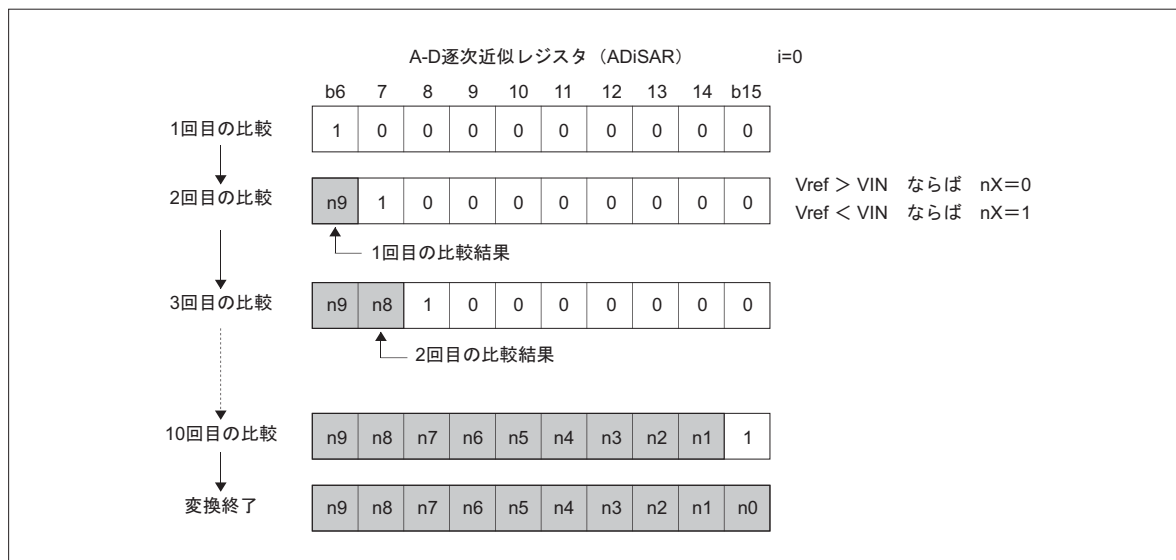 A-D逐次近似レジスタ（ADiSAR） i=0
b6 7 8 9 10 11 12 13 14 b15
1回目の比較 1 0 0 0 0 0 0 0 0 0
2回目の比較 n9 1 0 0 0 0 0 0 0 0
Vref＞VIN ならば nX＝0
Vref＜VIN ならば nX＝1
1回目の比較結果
3回目の比較 n9 n8 1 0 0 0 0 0 0 0
2回目の比較結果
10回目の比較 n9 n8 n7 n6 n5 n4 n3 n2 n1 1
変換終了 n9 n8 n7 n6 n5 n4 n3 n2 n1 n0